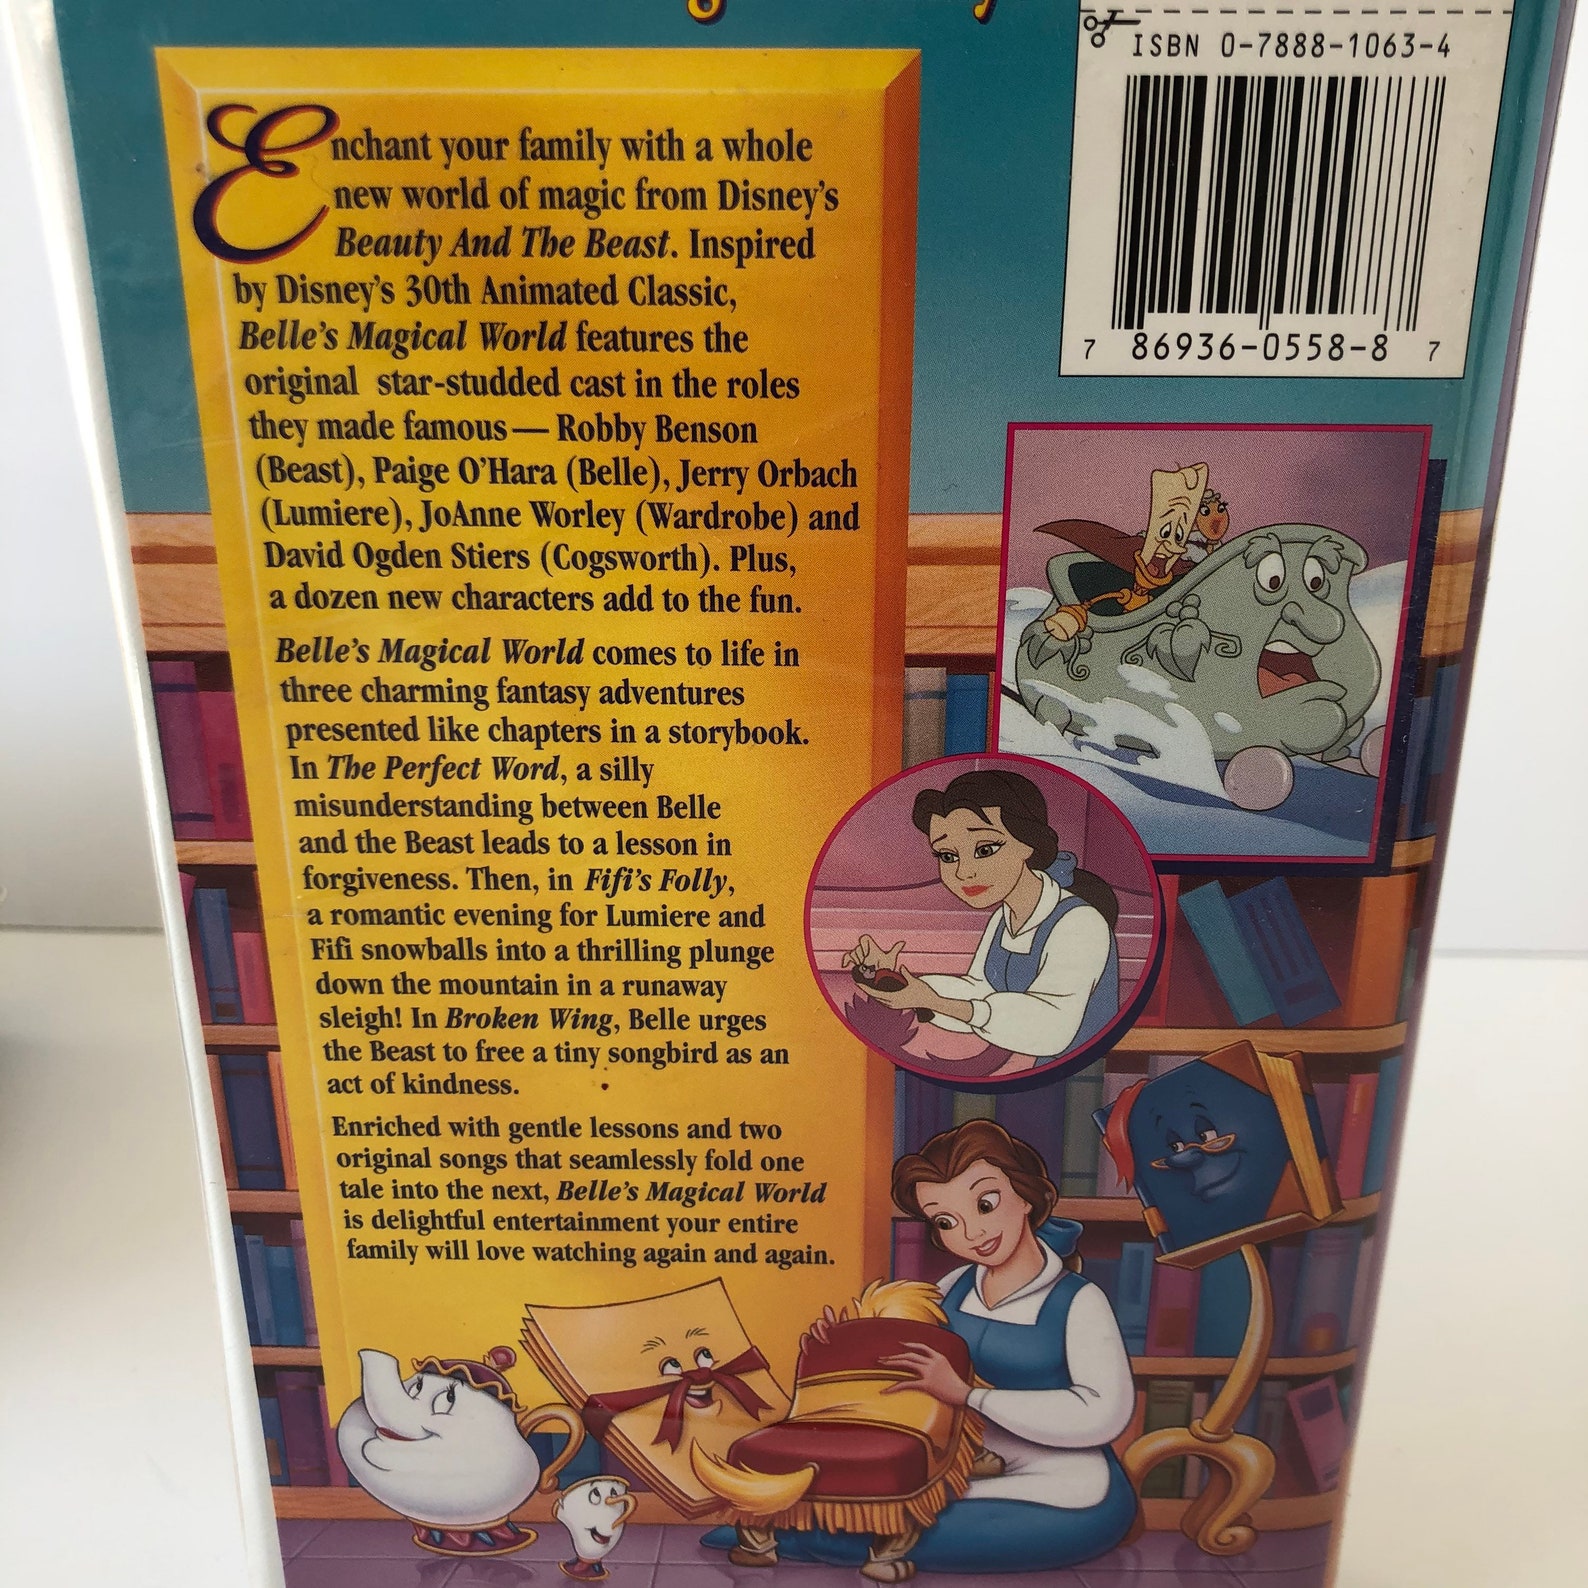 ISBN 0-7888-1063-4
7 86936-0558-8 7
Enchant your family with a whole
new world of magic from Disney's
Beauty And The Beast. Inspired
by Disney's 30th Animated Classic,
Belle's Magical World features the
original star-studded cast in the roles
they made famous — Robby Benson
(Beast), Paige O'Hara (Belle), Jerry Orbach
(Lumiere), JoAnne Worley (Wardrobe) and
David Ogden Stiers (Cogsworth). Plus,
a dozen new characters add to the fun.
Belle's Magical World comes to life in
three charming fantasy adventures
presented like chapters in a storybook.
In The Perfect Word, a silly
misunderstanding between Belle
and the Beast leads to a lesson in
forgiveness. Then, in Fifi's Folly,
a romantic evening for Lumiere and
Fifi snowballs into a thrilling plunge
down the mountain in a runaway
sleigh! In Broken Wing, Belle urges
the Beast to free a tiny songbird as an
act of kindness.
Enriched with gentle lessons and two
original songs that seamlessly fold one
tale into the next, Belle's Magical World
is delightful entertainment your entire
family will love watching again and again.